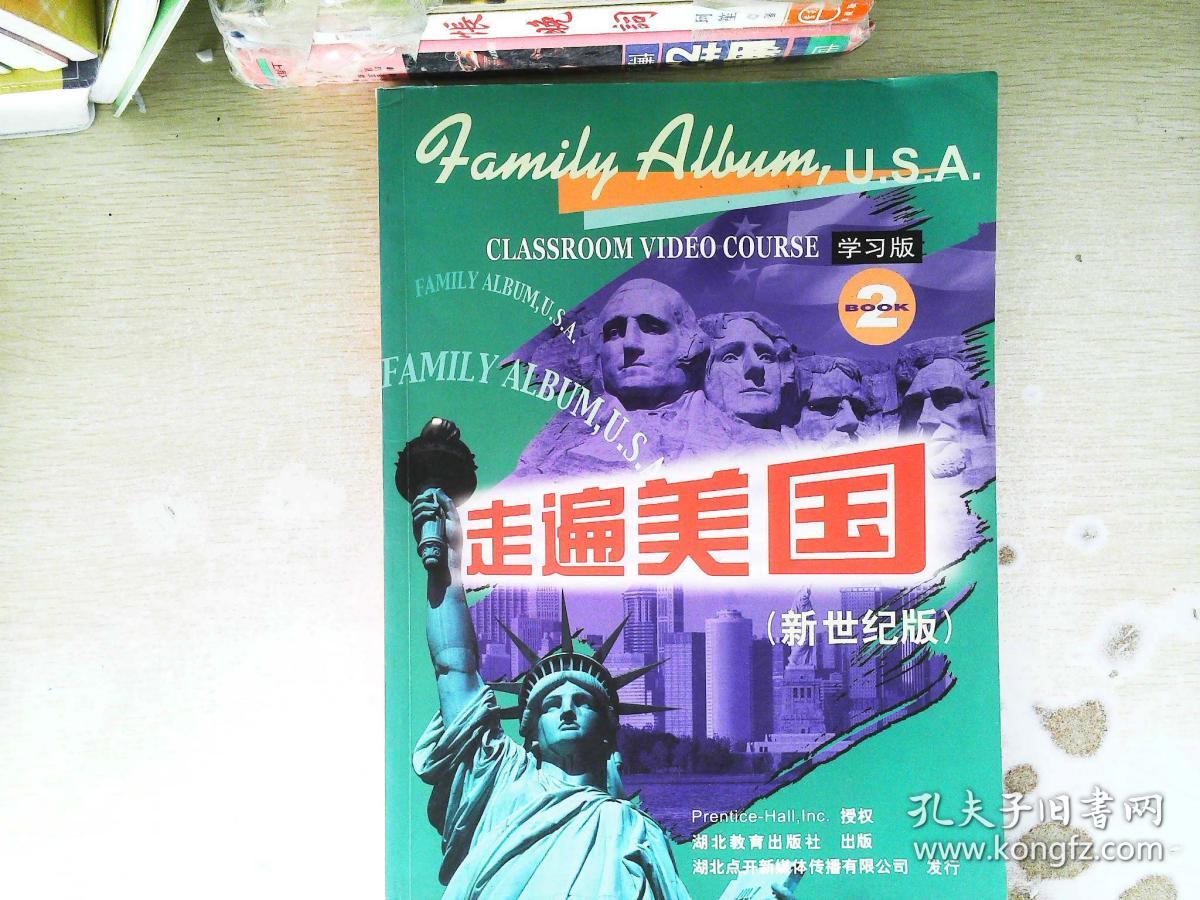 Family Album, U.S.A.
CLASSROOM VIDEO COURSE 学习版
BOOK 2
FAMILY ALBUM, U.S.A.
FAMILY ALBUM, U.S.A
走遍美国
(新世纪版)
Prentice-Hall, Inc. 授权
湖北教育出版社 出版
湖北点开新媒体传播有限公司 发行
孔夫子旧书网
www.kongfz.com